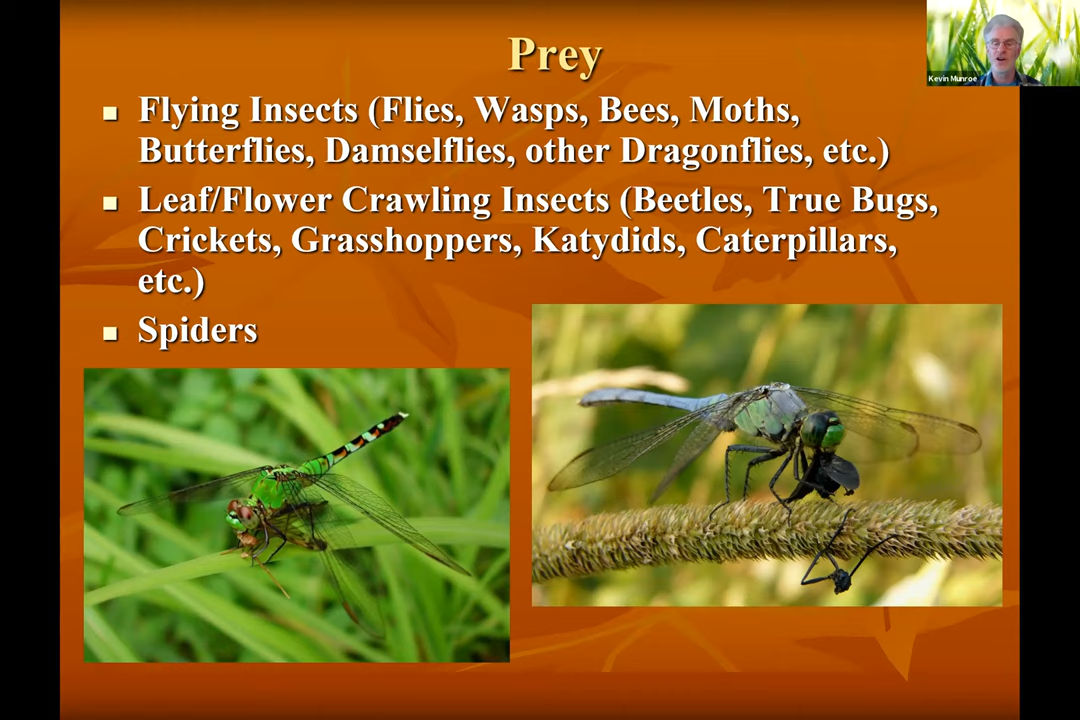 Prey
Kevin Munroe
■ Flying Insects (Flies, Wasps, Bees, Moths,
Butterflies, Damselflies, other Dragonflies, etc.)
■ Leaf/Flower Crawling Insects (Beetles, True Bugs,
Crickets, Grasshoppers, Katydids, Caterpillars,
etc.)
■ Spiders